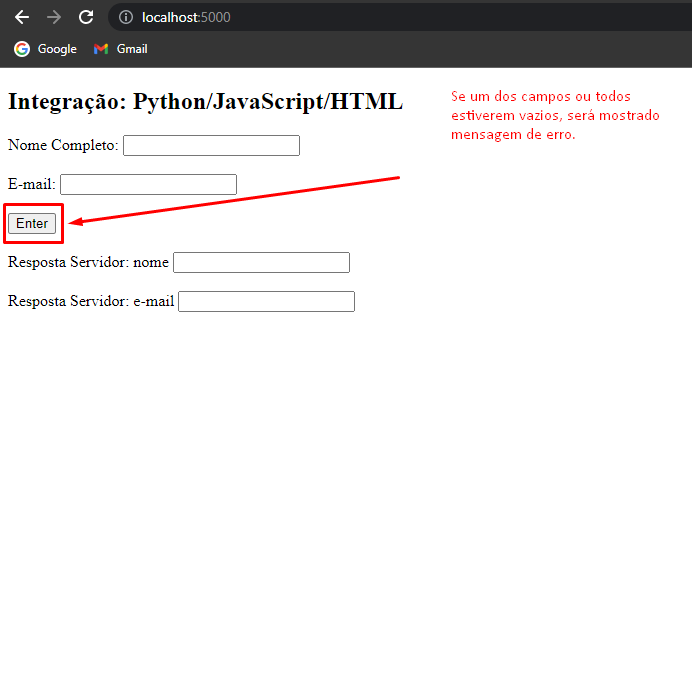 localhost:5000
Google
Gmail
Integração: Python/JavaScript/HTML
Se um dos campos ou todos
estiverem vazios, será mostrado
mensagem de erro.
Nome Completo:
E-mail:
Enter
Resposta Servidor: nome
Resposta Servidor: e-mail